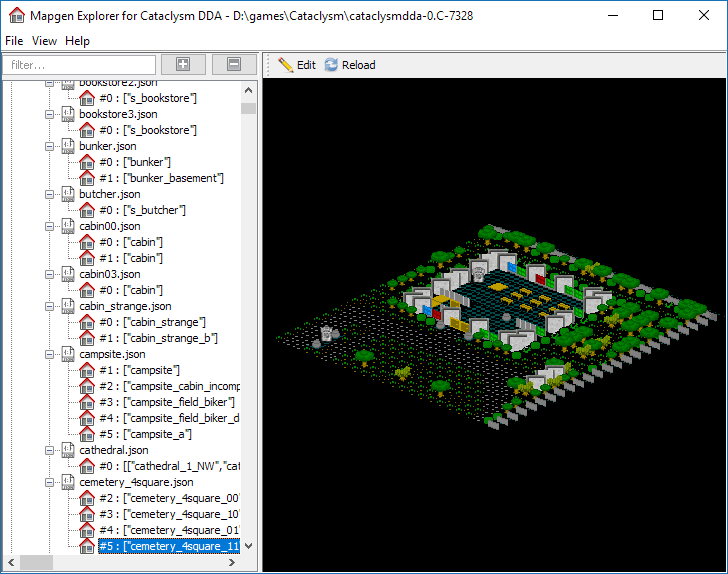 Mapgen Explorer for Cataclysm DDA - D:\games\Cataclysm\cataclysmdda-0.C-7328
File View Help
filter...
Edit Reload
bookstore2.json
#0 : ["s_bookstore"]
bookstore3.json
#0 : ["s_bookstore"]
bunker.json
#0 : ["bunker"]
#1 : ["bunker_basement"]
butcher.json
#0 : ["s_butcher"]
cabin00.json
#0 : ["cabin"]
#1 : ["cabin"]
cabin03.json
#0 : ["cabin"]
cabin_strange.json
#0 : ["cabin_strange"]
#1 : ["cabin_strange_b"]
campsite.json
#1 : ["campsite"]
#2 : ["campsite_cabin_incomp
#3 : ["campsite_field_biker"]
#4 : ["campsite_field_biker_d
#5 : ["campsite_a"]
cathedral.json
#0 : [["cathedral_1_NW","cat
cemetery_4square.json
#2 : ["cemetery_4square_00"
#3 : ["cemetery_4square_10"
#4 : ["cemetery_4square_01"
#5 : ["cemetery_4square_11